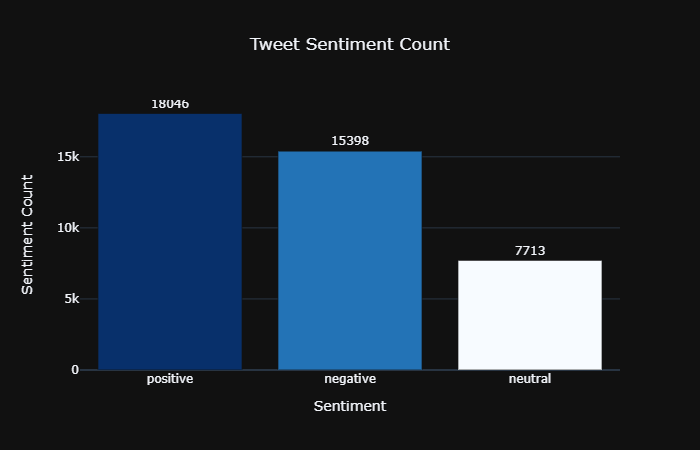 Tweet Sentiment Count
18046
15398
7713
15k
10k
5k
0
Sentiment Count
positive
negative
neutral
Sentiment